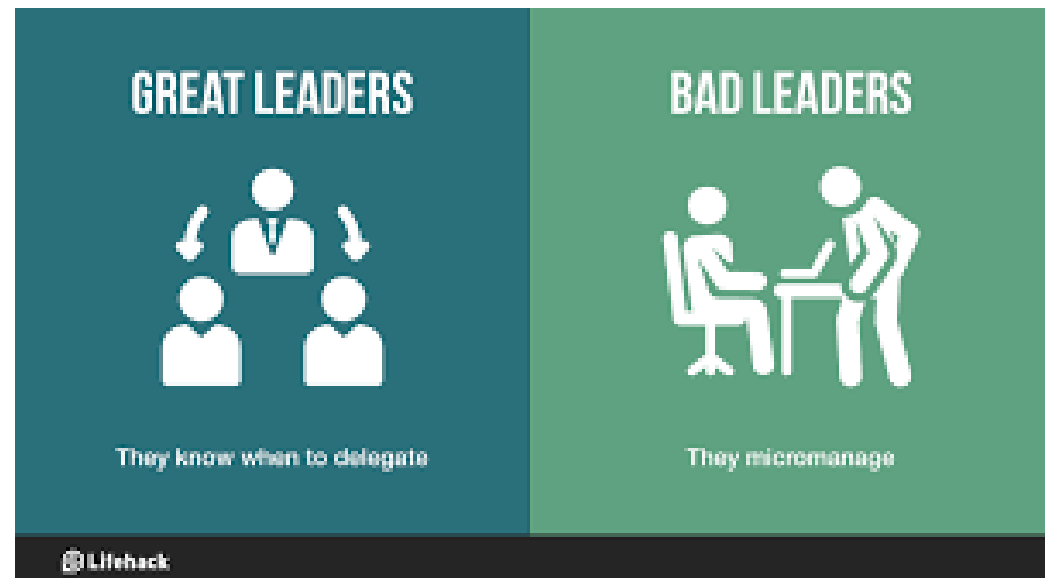 GREAT LEADERS
They know when to delegate
BAD LEADERS
They micromanage
Lifehack